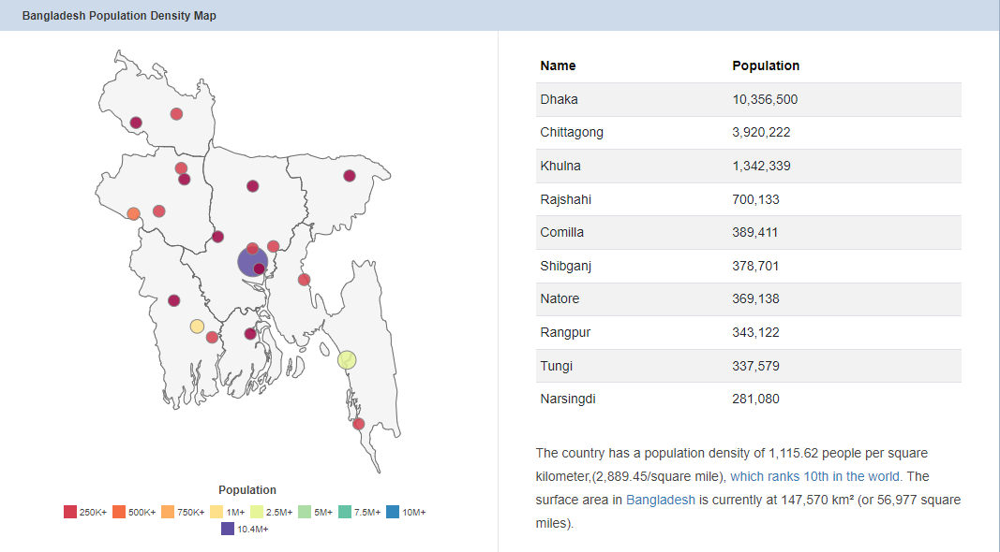 Bangladesh Population Density Map
Name Population
Dhaka 10,356,500
Chittagong 3,920,222
Khulna 1,342,339
Rajshahi 700,133
Comilla 389,411
Shibganj 378,701
Natore 369,138
Rangpur 343,122
Tungi 337,579
Narsingdi 281,080
The country has a population density of 1,115.62 people per square
kilometer,(2,889.45/square mile), which ranks 10th in the world. The
surface area in Bangladesh is currently at 147,570 km² (or 56,977 square
miles).
Population
250K+ 500K+ 750K+ 1M+ 2.5M+ 5M+ 7.5M+ 10M+
10.4M+